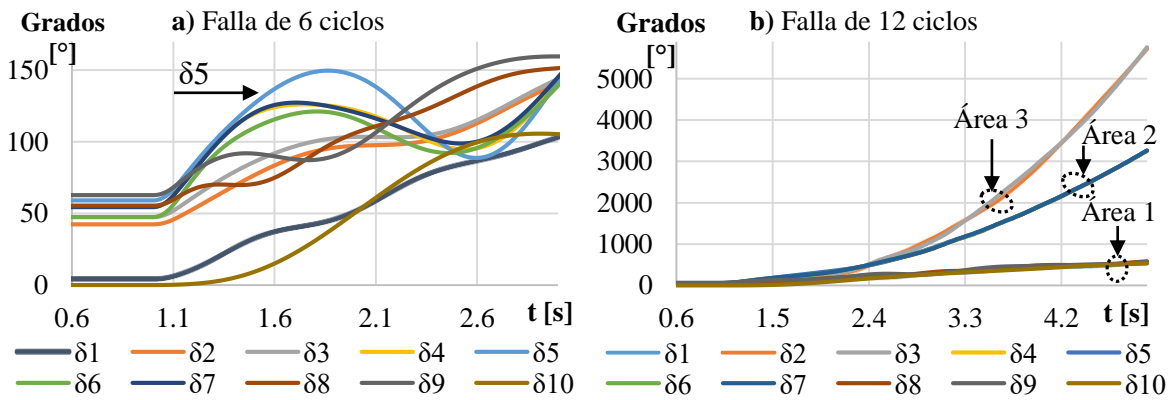 Grados
[°]
a) Falla de 6 ciclos
δ5
150
100
50
0
0.6 1.1 1.6 2.1 2.6 t [s]
δ1 δ2 δ3 δ4 δ5
δ6 δ7 δ8 δ9 δ10
Grados
[°]
b) Falla de 12 ciclos
5000
4000
3000
2000
1000
0
Área 3
Área 2
Área 1
0.6 1.5 2.4 3.3 4.2 t [s]
δ1 δ2 δ3 δ4 δ5
δ6 δ7 δ8 δ9 δ10